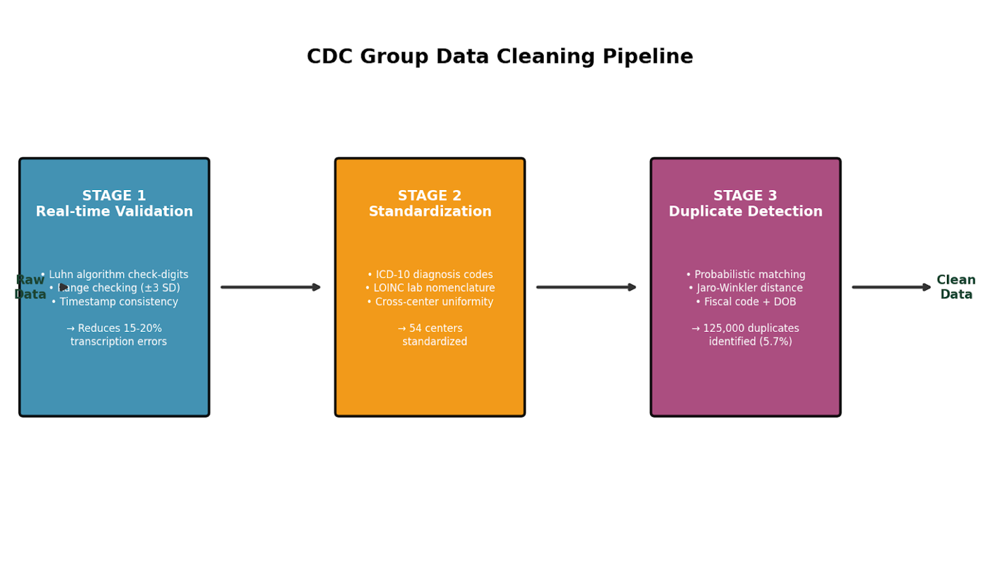 CDC Group Data Cleaning Pipeline
Raw
Data
STAGE 1
Real-time Validation
• Luhn algorithm check-digits
• Range checking (±3 SD)
• Timestamp consistency
→ Reduces 15-20%
transcription errors
STAGE 2
Standardization
• ICD-10 diagnosis codes
• LOINC lab nomenclature
• Cross-center uniformity
→ 54 centers
standardized
STAGE 3
Duplicate Detection
• Probabilistic matching
• Jaro-Winkler distance
• Fiscal code + DOB
→ 125,000 duplicates
identified (5.7%)
Clean
Data